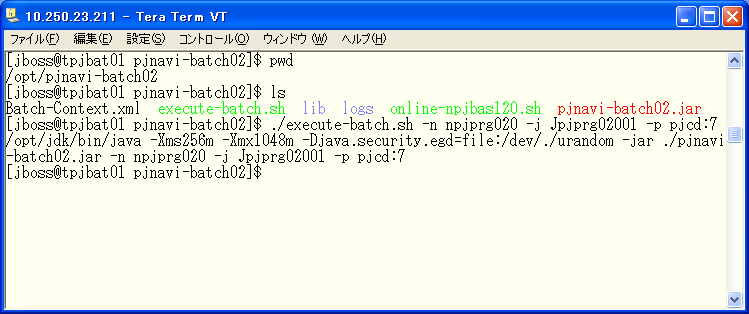 10.250.23.211 - Tera Term VT
ファイル(F) 編集(E) 設定(S) コントロール(O) ウィンドウ(W) ヘルプ(H)
[jboss@tpjbat01 pjnavi-batch02]$ pwd
/opt/pjnavi-batch02
[jboss@tpjbat01 pjnavi-batch02]$ ls
Batch-Context.xml  execute-batch.sh  lib  logs  online-npjbas120.sh  pjnavi-batch02.jar
[jboss@tpjbat01 pjnavi-batch02]$ ./execute-batch.sh -n npjprg020 -j Jpjprg02001 -p pjcd:7
/opt/jdk/bin/java -Xms256m -Xmx1048m -Djava.security.egd=file:/dev/./urandom -jar ./pjnavi
-batch02.jar -n npjprg020 -j Jpjprg02001 -p pjcd:7
[jboss@tpjbat01 pjnavi-batch02]$